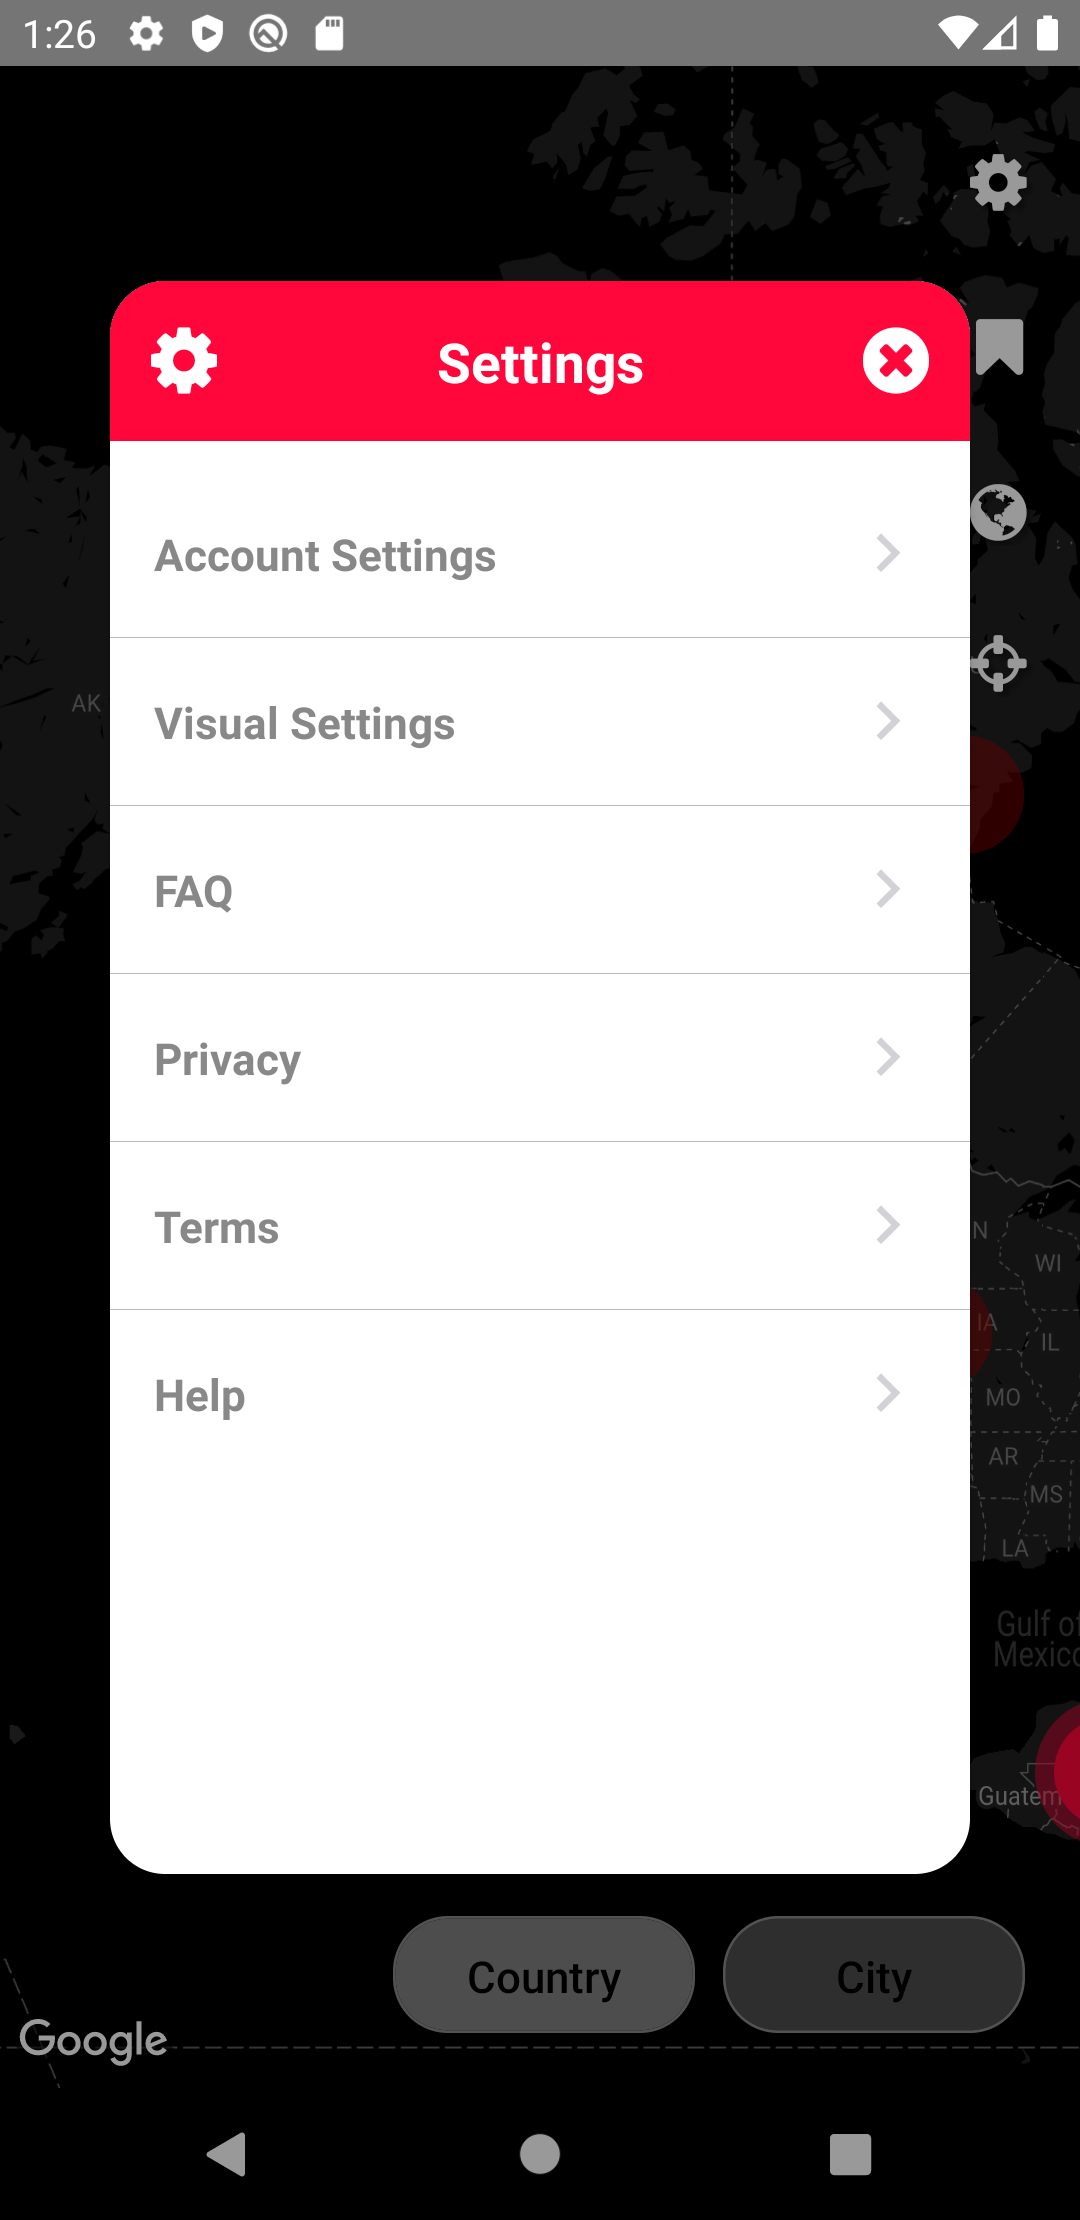 1:26
Settings
Account Settings
AK
Visual Settings
FAQ
Privacy
Terms
N
WI
IA
IL
Help
MO
AR
MS
LA
Gulf of
Mexico
Guatem
Country
City
Google